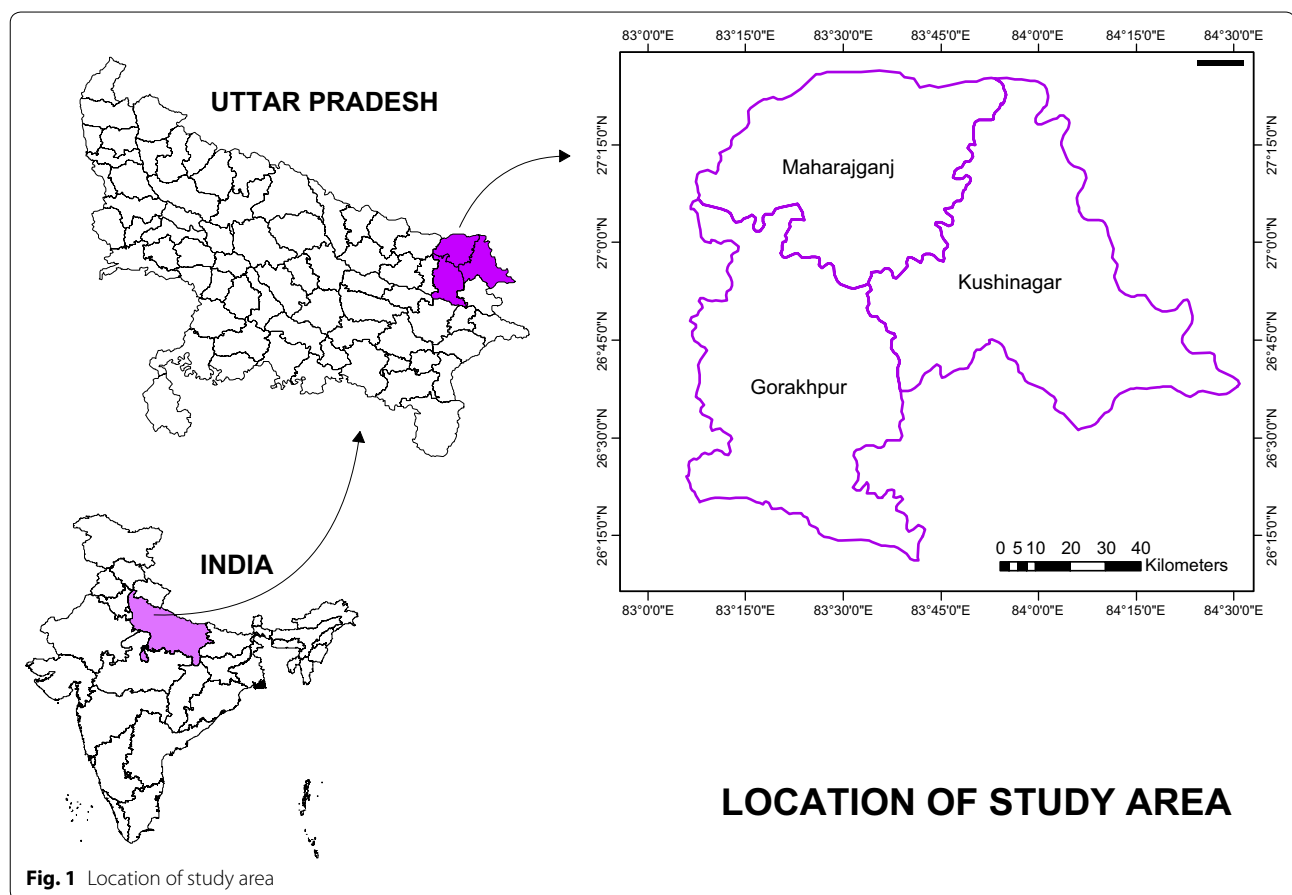 UTTAR PRADESH
INDIA
83°0'0"E 83°15'0"E 83°30'0"E 83°45'0"E 84°0'0"E 84°15'0"E 84°30'0"E
27°15'0"N
27°0'0"N
26°45'0"N
26°30'0"N
26°15'0"N
Maharajganj
Kushinagar
Gorakhpur
27°15'0"N
27°0'0"N
26°45'0"N
26°30'0"N
26°15'0"N
0 5 10 20 30 40
Kilometers
83°0'0"E 83°15'0"E 83°30'0"E 83°45'0"E 84°0'0"E 84°15'0"E 84°30'0"E
LOCATION OF STUDY AREA
Fig. 1 Location of study area